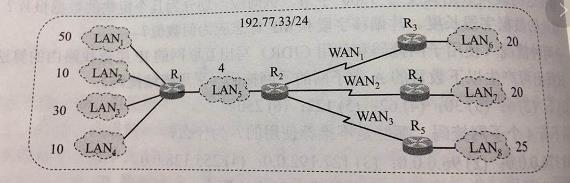 192.77.33/24
50 LAN₁
10 LAN₂
30 LAN₃
10 LAN₄
R₁
4
LAN₅
R₂
WAN₁
WAN₂
WAN₃
R₃
LAN₆ 20
R₄
LAN₇ 20
R₅
LAN₈ 25